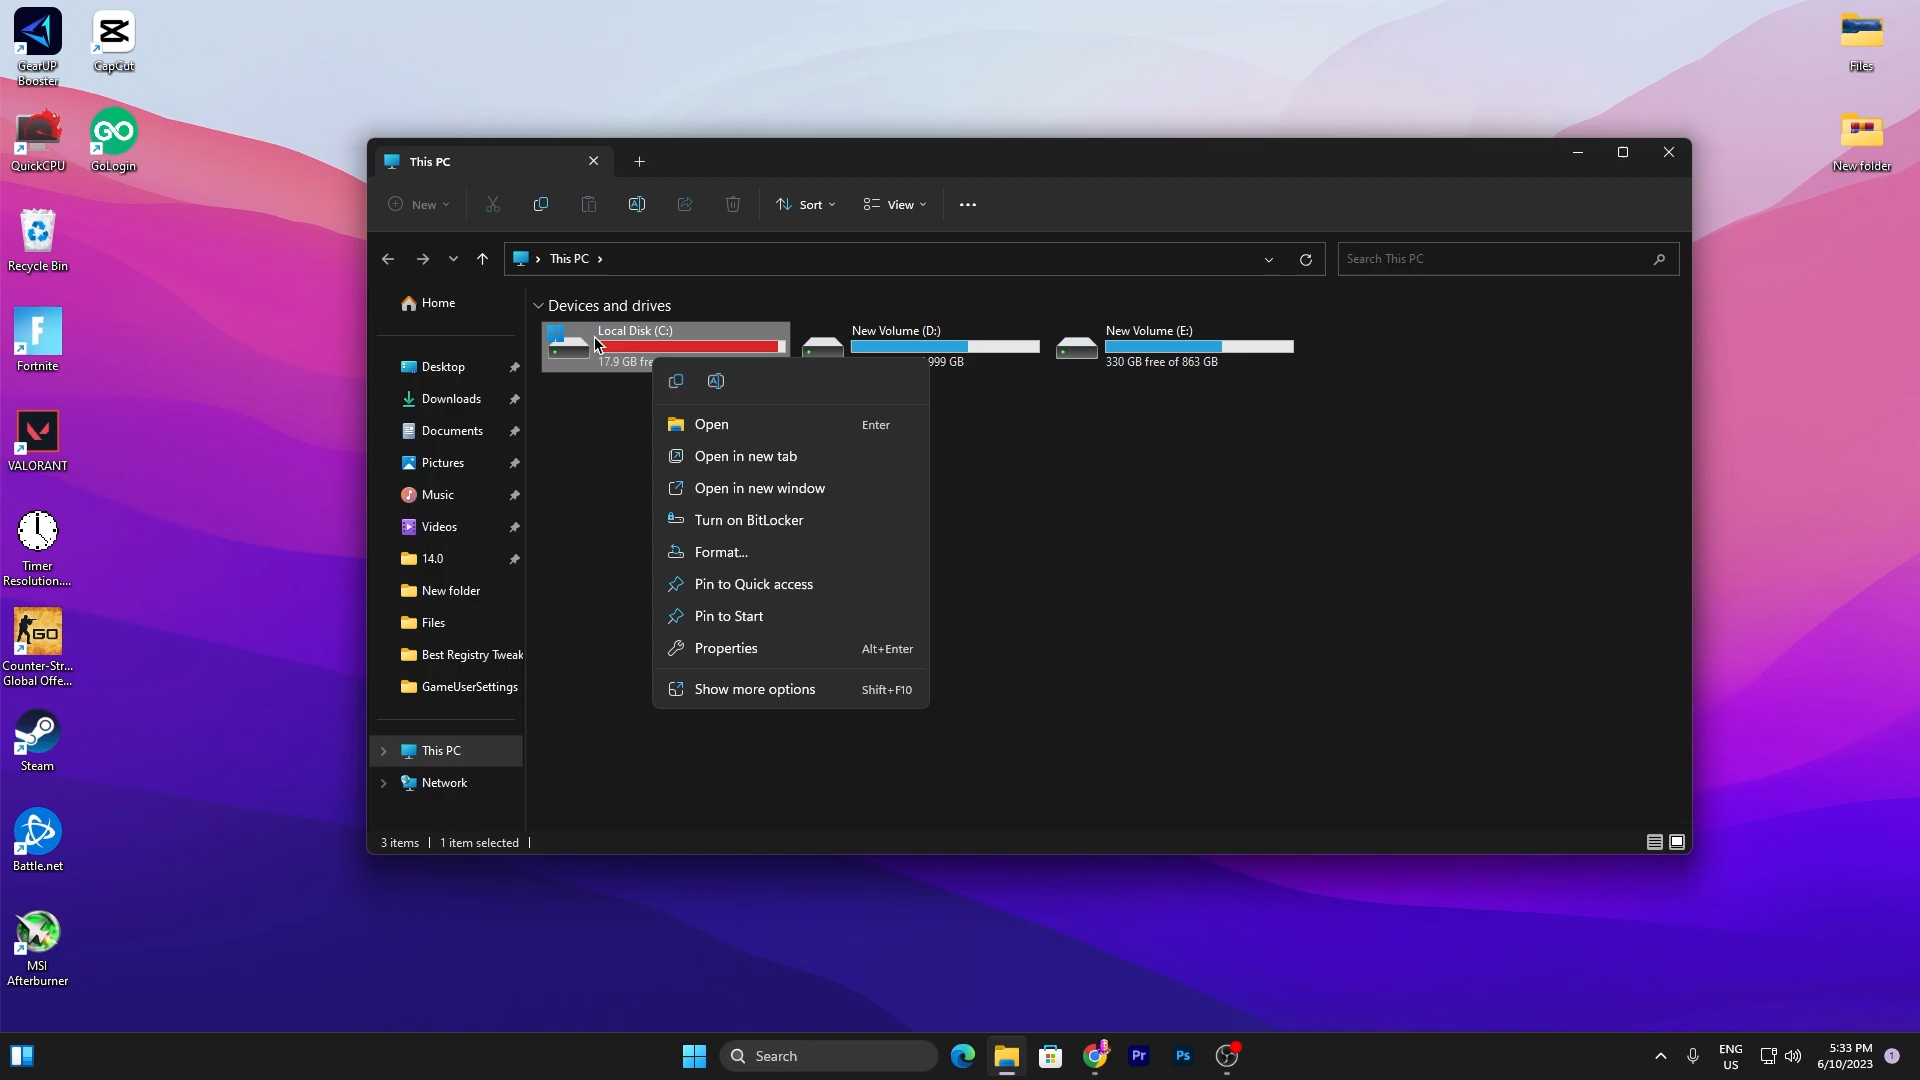 GearUP
Booster
CapCut
QuickCPU
GO
GoLogin
Recycle Bin
F
Fortnite
VALORANT
Timer
Resolution....
GO
Counter-Str...
Global Offe...
Steam
Battle.net
MSI
Afterburner
Files
New folder
This PC
New
Sort
View
This PC
Search This PC
Home
Desktop
Downloads
Documents
Pictures
Music
Videos
14.0
New folder
Files
Best Registry Tweak
GameUserSettings
This PC
Network
Devices and drives
Local Disk (C:)
17.9 GB fre
New Volume (D:)
999 GB
New Volume (E:)
330 GB free of 863 GB
Open Enter
Open in new tab
Open in new window
Turn on BitLocker
Format...
Pin to Quick access
Pin to Start
Properties Alt+Enter
Show more options Shift+F10
3 items 1 item selected
Search
Pr
Ps
ENG
US
5:33 PM
6/10/2023
1